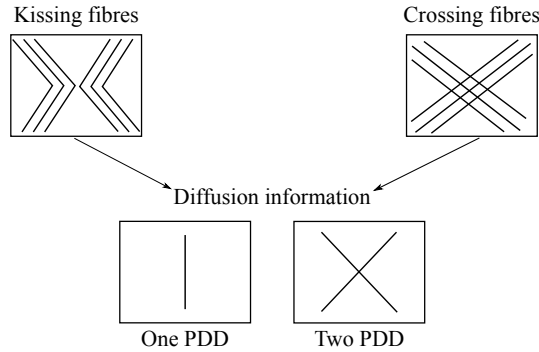 Kissing fibres
Crossing fibres
Diffusion information
One PDD
Two PDD